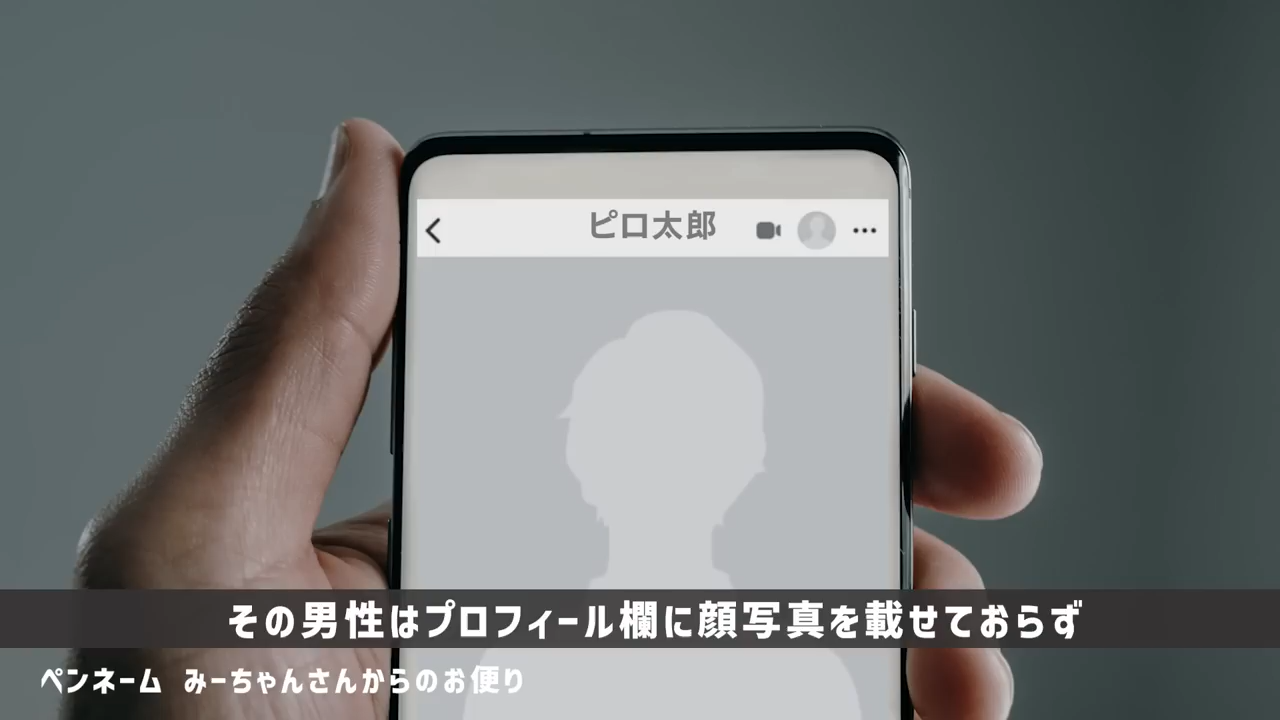 ピロ太郎
その男性はプロフィール欄に顔写真を載せておらず
ペンネーム みーちゃんさんからのお便り